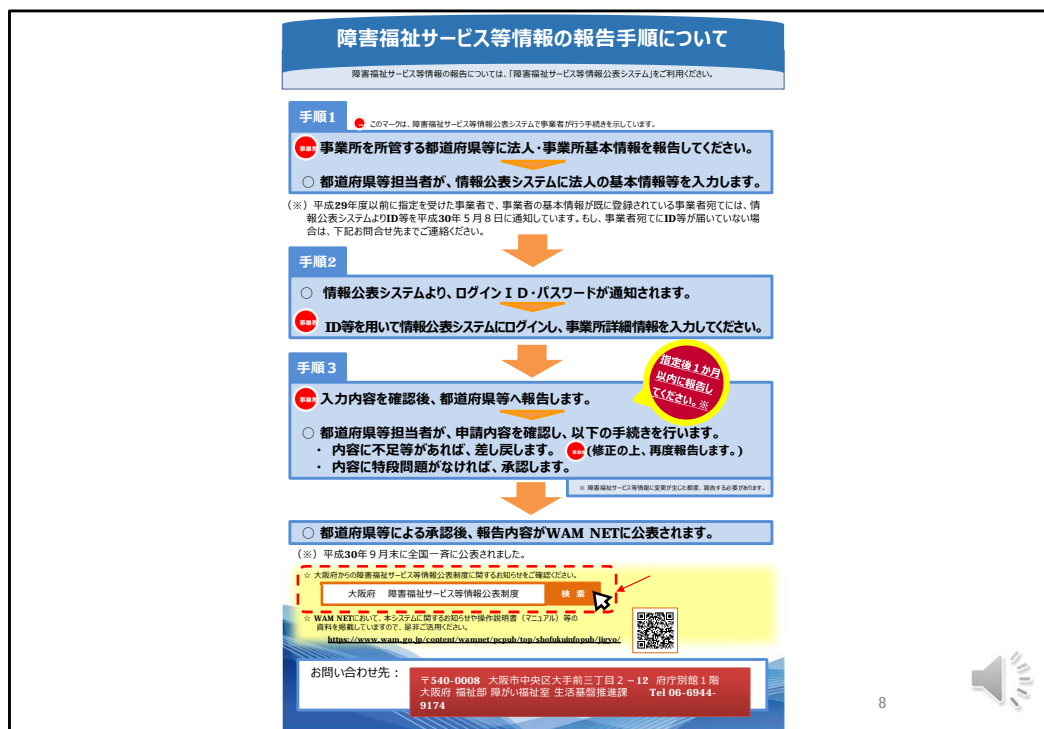 障害福祉サービス等情報の報告手順について
障害福祉サービス等情報の報告については、「障害福祉サービス等情報公表システム」をご利用ください。
手順1
このマークは、障害福祉サービス等情報公表システムで事業者が行う手続きを示しています。
事業者 事業所を所管する都道府県等に法人・事業所基本情報を報告してください。
○ 都道府県等担当者が、情報公表システムに法人の基本情報等を入力します。
（※）平成29年度以前に指定を受けた事業者で、事業者の基本情報が既に登録されている事業者宛てには、情
報公表システムよりID等を平成30年５月８日に通知しています。もし、事業者宛てにID等が届いていない場
合は、下記お問合せ先までご連絡ください。
手順2
○ 情報公表システムより、ログインＩＤ・パスワードが通知されます。
事業者 ID等を用いて情報公表システムにログインし、事業所詳細情報を入力してください。
手順３
指定後１か月
以内に報告し
てください。※
事業者 入力内容を確認後、都道府県等へ報告します。
○ 都道府県等担当者が、申請内容を確認し、以下の手続きを行います。
・ 内容に不足等があれば、差し戻します。 事業者 (修正の上、再度報告します。)
・ 内容に特段問題がなければ、承認します。
※ 障害福祉サービス等情報に変更が生じた都度、報告する必要があります。
○ 都道府県等による承認後、報告内容がWAM NETに公表されます。
（※）平成30年９月末に全国一斉に公表されました。
☆ 大阪府からの障害福祉サービス等情報公表制度に関するお知らせをご確認ください。
大阪府 障害福祉サービス等情報公表制度 検 索
☆ WAM NETにおいて、本システムに関するお知らせや操作説明書（マニュアル）等の
資料を掲載していますので、是非ご活用ください。
https://www.wam.go.jp/content/wamnet/pcpub/top/shofukuinfopub/jigyo/
お問い合わせ先：
〒540-0008 大阪市中央区大手前三丁目２−12 府庁別館１階
大阪府 福祉部 障がい福祉室 生活基盤推進課 Tel 06-6944-
9174
8